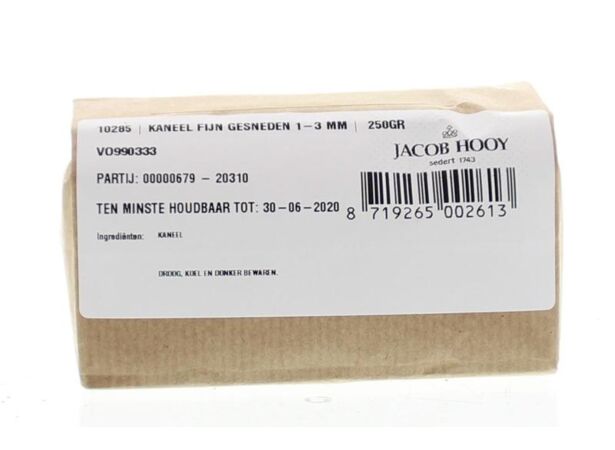 10285 | KANEEL FIJN GESNEDEN 1-3 MM | 250GR
VO990333
JACOB HOOY
sedert 1743
PARTIJ: 00000679 - 20310
TEN MINSTE HOUDBAAR TOT: 30-06-2020
8 719265 002613
Ingrediënten: KANEEL
DROOG, KOEL EN DONKER BEWAREN.